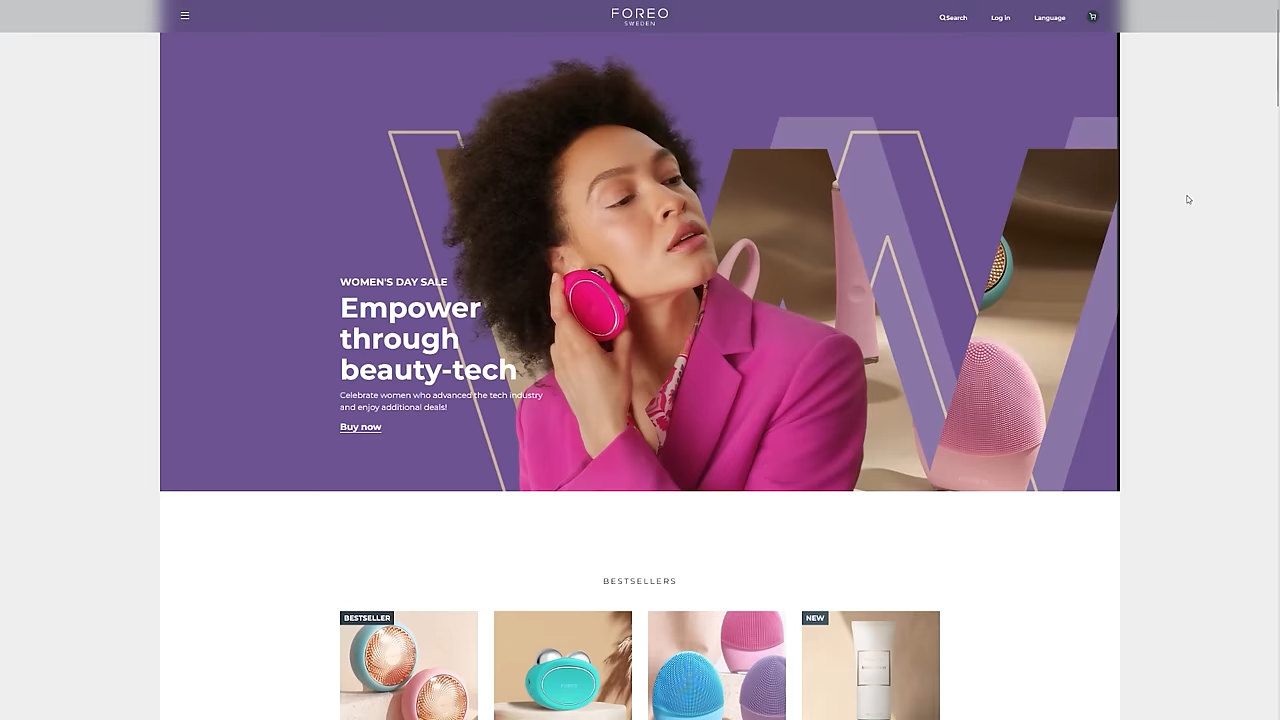 FOREO
SWEDEN
Search
Log in
Language
WOMEN'S DAY SALE
Empower
through
beauty-tech
Celebrate women who advanced the tech industry
and enjoy additional deals!
Buy now
BESTSELLERS
BESTSELLER
NEW
FOREO